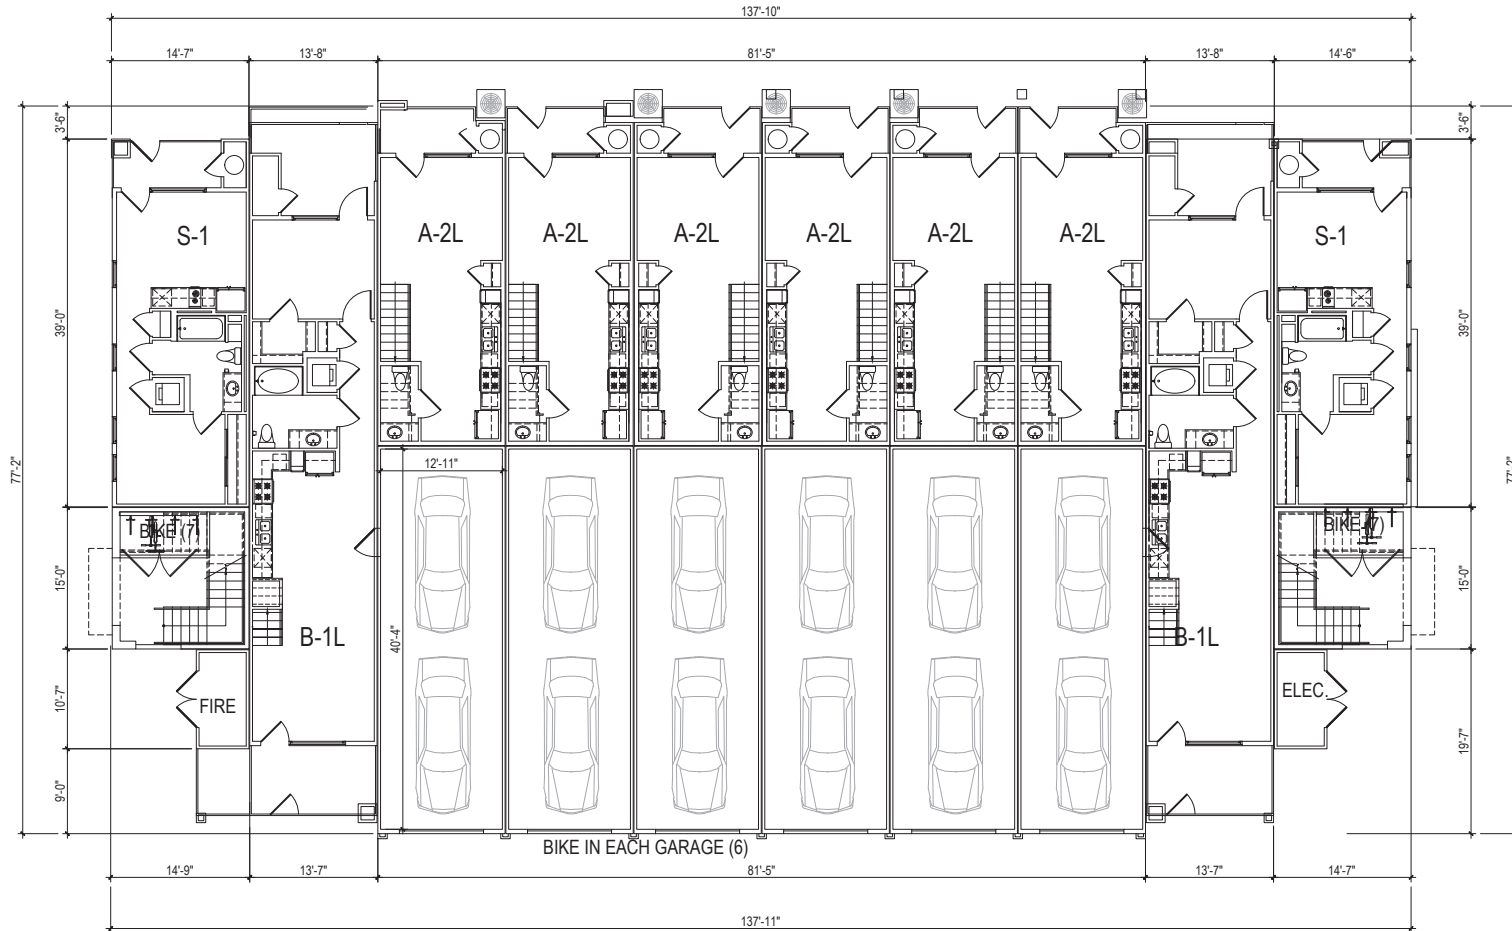 137'-10"
14'-7"
13'-8"
81'-5"
13'-8"
14'-6"
3'-6"
3'-6"
S-1
A-2L
A-2L
A-2L
A-2L
A-2L
A-2L
S-1
39'-0"
39'-0"
77'-2"
77'-2"
12'-11"
BIKE (7)
BIKE (7)
15'-0"
15'-0"
40'-4"
B-1L
B-1L
10'-7"
FIRE
ELEC.
19'-7"
9'-0"
BIKE IN EACH GARAGE (6)
14'-9"
13'-7"
81'-5"
13'-7"
14'-7"
137'-11"